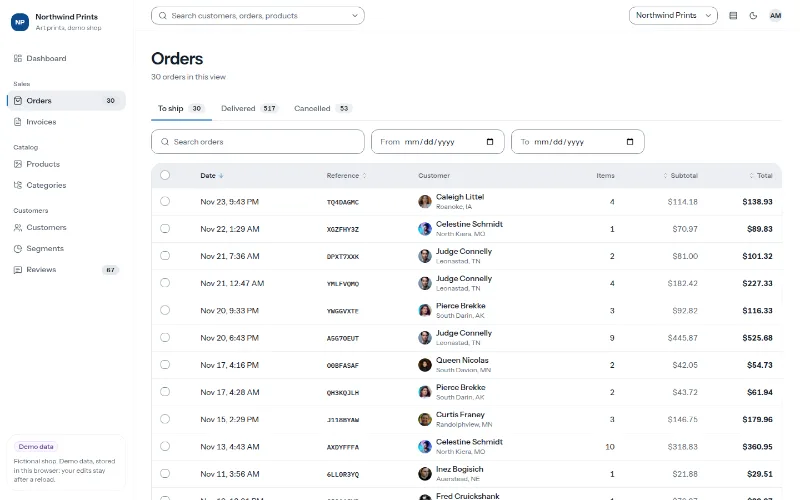 NP
Northwind Prints
Art prints, demo shop
Search customers, orders, products
Northwind Prints
AM
Dashboard
Sales
Orders 30
Invoices
Catalog
Products
Categories
Customers
Customers
Segments
Reviews 67
Demo data
Fictional shop. Demo data, stored
in this browser: your edits stay
after a reload.
Orders
30 orders in this view
To ship 30 Delivered 517 Cancelled 53
Search orders
From mm/dd/yyyy
To mm/dd/yyyy
Date Reference Customer Items Subtotal Total
Nov 23, 9:43 PM TQ4DAGMC Caleigh Littel 4 $114.18 $138.93
Roanoke, IA
Nov 22, 1:29 AM XGZFHY3Z Celestine Schmidt 1 $70.97 $89.83
North Kiera, MO
Nov 21, 7:36 AM DPXT7XXK Judge Connelly 2 $81.00 $101.32
Leonastad, TN
Nov 21, 12:47 AM YMLFVQMQ Judge Connelly 4 $182.42 $227.33
Leonastad, TN
Nov 20, 9:33 PM YWGGVXTE Pierce Brekke 3 $92.82 $116.33
South Darin, AK
Nov 20, 6:43 PM Judge Connelly 9 $445.87 $525.68
Leonastad, TN
Nov 17, 4:16 PM Queen Nicolas 2 $42.05 $54.73
South Davion, MN
Nov 17, 4:28 AM QH3KQJLH Pierce Brekke 2 $43.72 $61.94
South Darin, AK
Nov 15, 2:29 PM Curtis Franey 3 $146.75 $179.96
Randolphview, MN
Nov 13, 4:43 AM AXDYFFFA Celestine Schmidt 10 $318.83 $360.95
North Kiera, MO
Nov 11, 3:56 AM 6LL0R3YQ Inez Bogisich 1 $21.88 $29.51
Auenstead, NE
Fred Cruickshank